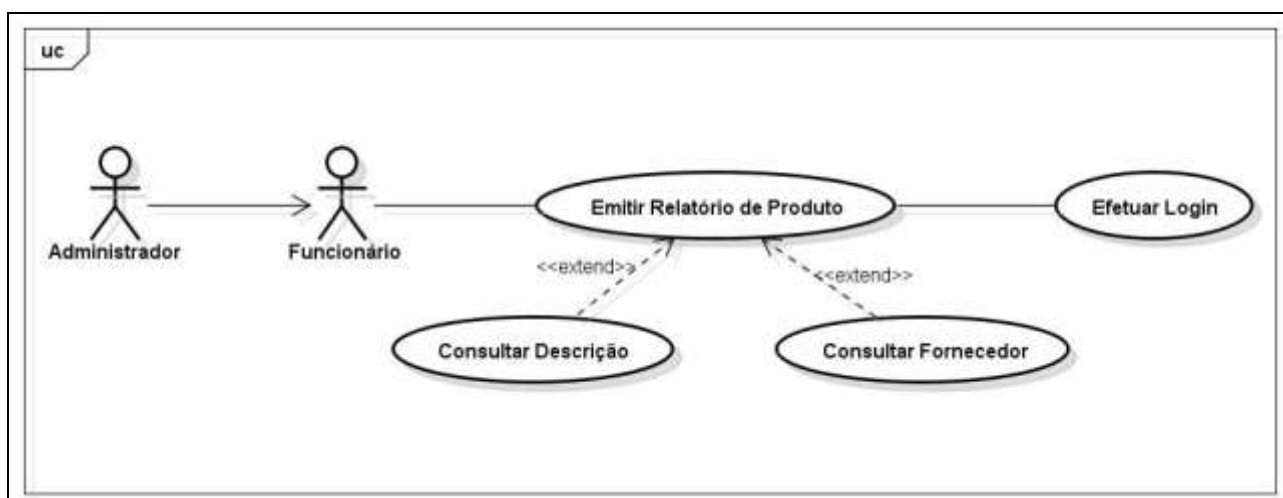 uc
Administrador
Funcionário
Emitir Relatório de Produto
Efetuar Login
<<extend>>
<<extend>>
Consultar Descrição
Consultar Fornecedor